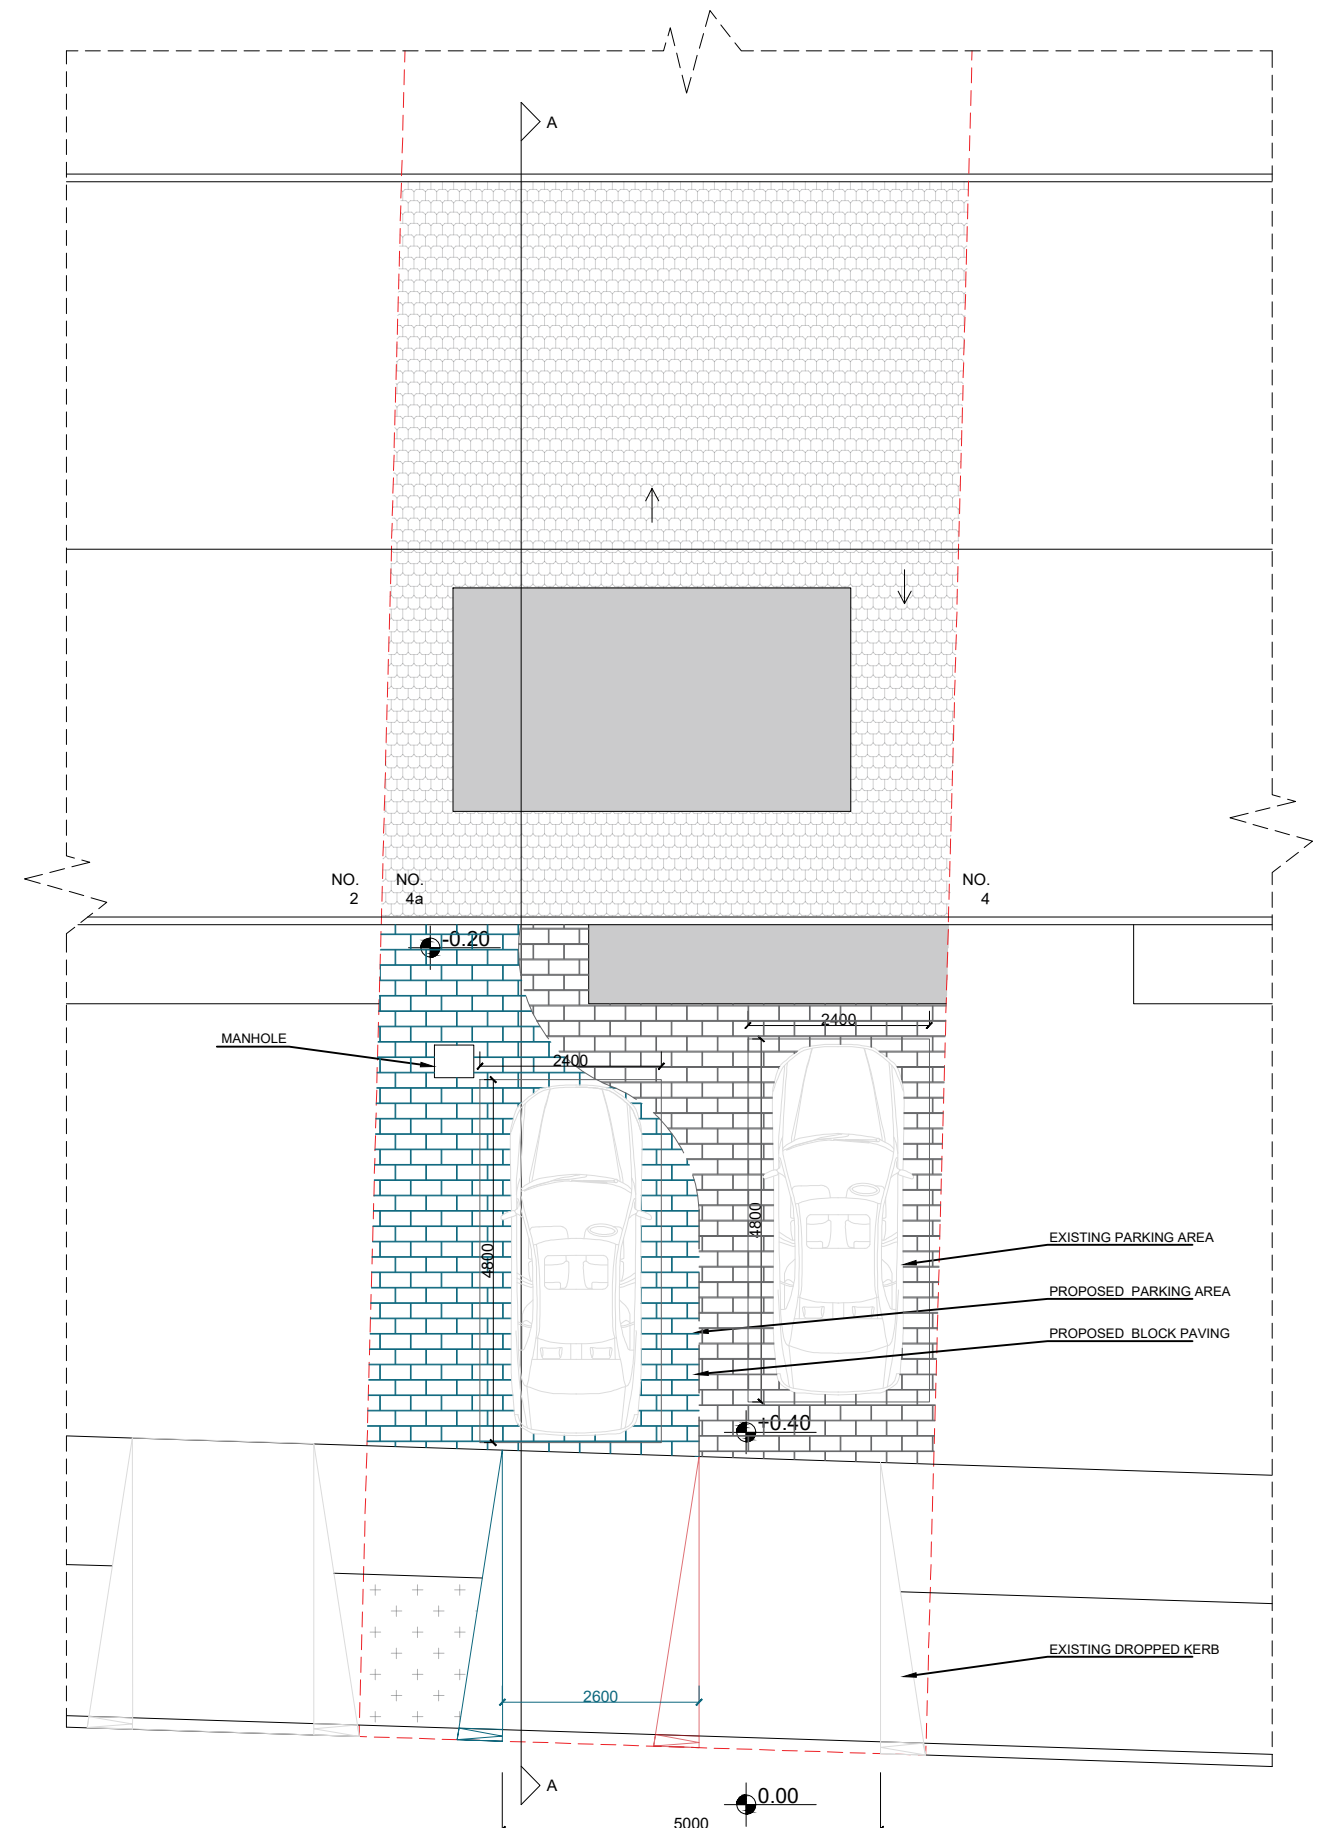 A
NO.
2
NO.
4a
NO.
4
-0.20
2400
MANHOLE
2400
4800
4800
EXISTING PARKING AREA
PROPOSED PARKING AREA
PROPOSED BLOCK PAVING
+0.40
EXISTING DROPPED KERB
2600
A
0.00
5000